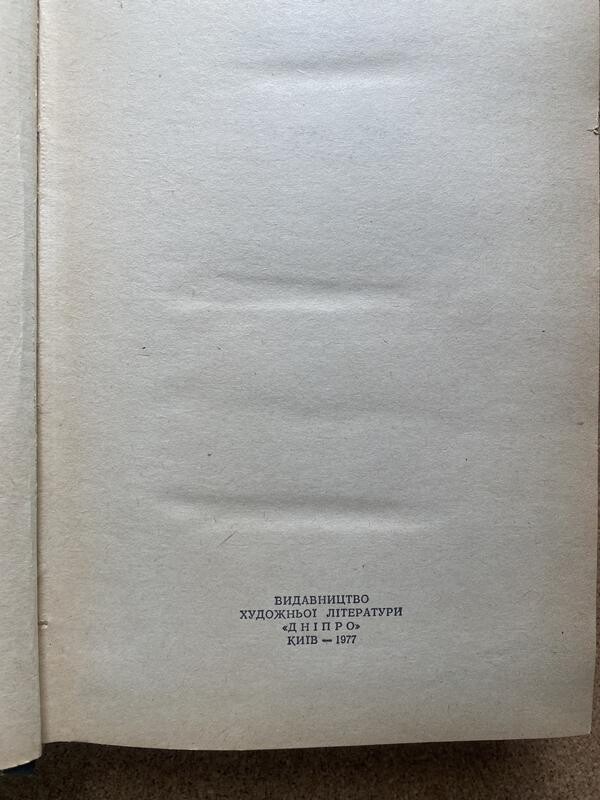 ВИДАВНИЦТВО
ХУДОЖНЬОЇ ЛІТЕРАТУРИ
«ДНІПРО»
КИЇВ — 1977